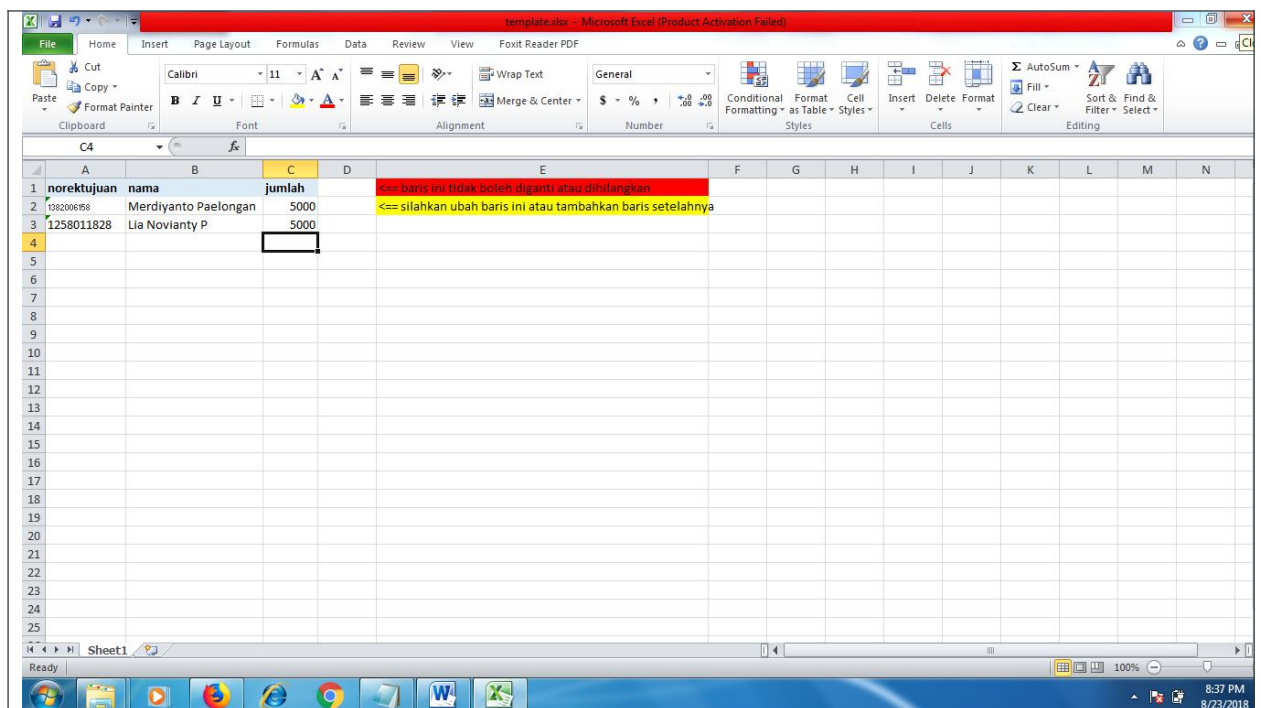 template.xlsx - Microsoft Excel (Product Activation Failed)
File Home Insert Page Layout Formulas Data Review View Foxit Reader PDF
Cut
Copy
Format Painter
Paste
Clipboard
Calibri 11
B I U
Font
Wrap Text
Merge & Center
Alignment
General
$ % ,
Number
Conditional Formatting
Format as Table
Cell Styles
Styles
Insert Delete Format
Cells
Σ AutoSum
Fill
Clear
Sort & Filter
Find & Select
Editing
C4 fx
A B C D E F G H I J K L M N
1 norektujuan nama jumlah <== baris ini tidak boleh diganti atau dihilangkan
2 1382006158 Merdiyanto Paelongan 5000 <== silahkan ubah baris ini atau tambahkan baris setelahnya
3 1258011828 Lia Novianty P 5000
4
5
6
7
8
9
10
11
12
13
14
15
16
17
18
19
20
21
22
23
24
25
Sheet1
Ready 100%
8:37 PM
8/23/2018